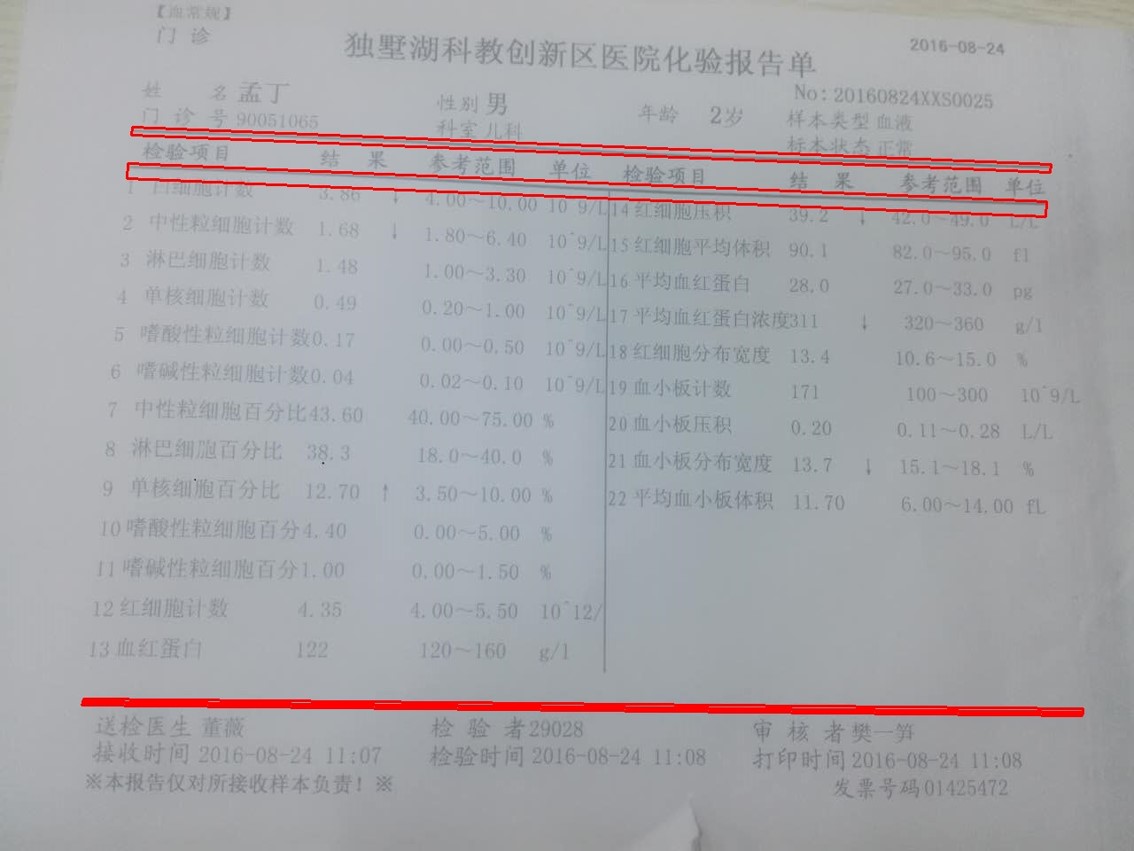 【血常规】
门 诊
独墅湖科教创新区医院化验报告单
2016-08-24
姓 名 孟丁 性别 男 年龄 2岁 No:20160824XXS0025
门 诊 号 90051065 科室 儿科 样本类型 血液
标本状态 正常
检验项目 结 果 参考范围 单位 检验项目 结 果 参考范围 单位
1 白细胞计数 3.86 ↓ 4.00～10.00 10^9/L 14 红细胞压积 39.2 ↓ 42.0～49.0 L/L
2 中性粒细胞计数 1.68 ↓ 1.80～6.40 10^9/L 15 红细胞平均体积 90.1 82.0～95.0 fl
3 淋巴细胞计数 1.48 1.00～3.30 10^9/L 16 平均血红蛋白 28.0 27.0～33.0 pg
4 单核细胞计数 0.49 0.20～1.00 10^9/L 17 平均血红蛋白浓度 311 ↓ 320～360 g/l
5 嗜酸性粒细胞计数 0.17 0.00～0.50 10^9/L 18 红细胞分布宽度 13.4 10.6～15.0 %
6 嗜碱性粒细胞计数 0.04 0.02～0.10 10^9/L 19 血小板计数 171 100～300 10^9/L
7 中性粒细胞百分比 43.60 40.00～75.00 % 20 血小板压积 0.20 0.11～0.28 L/L
8 淋巴细胞百分比 38.3 18.0～40.0 % 21 血小板分布宽度 13.7 ↓ 15.1～18.1 %
9 单核细胞百分比 12.70 ↑ 3.50～10.00 % 22 平均血小板体积 11.70 6.00～14.00 fL
10 嗜酸性粒细胞百分 4.40 0.00～5.00 %
11 嗜碱性粒细胞百分 1.00 0.00～1.50 %
12 红细胞计数 4.35 4.00～5.50 10^12/
13 血红蛋白 122 120～160 g/l
送检医生 董薇 检 验 者 29028 审 核 者 樊一笋
接收时间 2016-08-24 11:07 检验时间 2016-08-24 11:08 打印时间 2016-08-24 11:08
※本报告仅对所接收样本负责！※ 发票号码 01425472